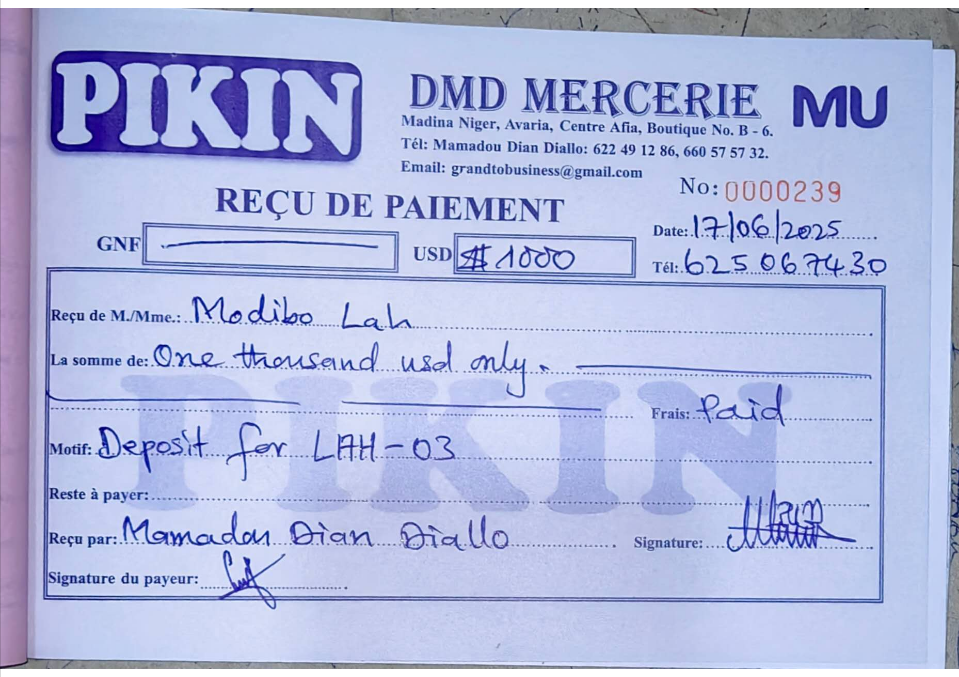 PIKIN
DMD MERCERIE MU
Madina Niger, Avaria, Centre Afia, Boutique No. B - 6.
Tél: Mamadou Dian Diallo: 622 49 12 86, 660 57 57 32.
Email: grandtobusiness@gmail.com
No: 0000239
REÇU DE PAIEMENT
Date: 17/06/2025
GNF USD $ 1000
Tél: 625 06 74 30
Reçu de M./Mme.: Modibo Lah
La somme de: One thousand usd only.
Frais: Paid
Motif: Deposit for LAH-03
PIKIN
Reste à payer:
Reçu par: Mamadou Dian Diallo Signature:
Signature du payeur: